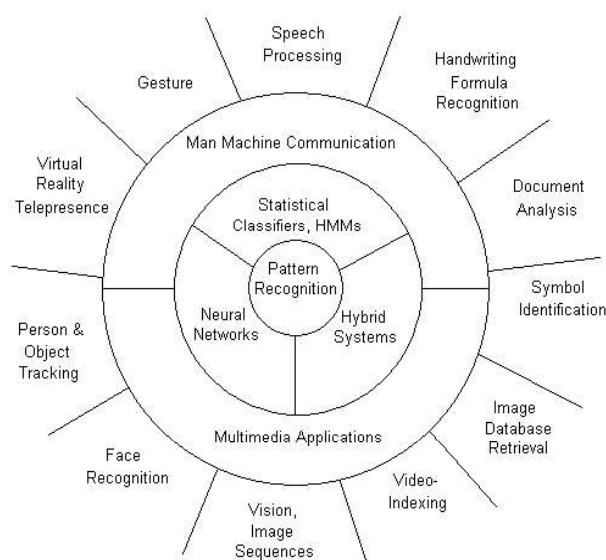 Speech
Processing
Handwriting
Formula
Recognition
Gesture
Man Machine Communication
Virtual
Reality
Telepresence
Document
Analysis
Statistical
Classifiers, HMMs
Pattern
Recognition
Neural
Networks
Hybrid
Systems
Symbol
Identification
Person &
Object
Tracking
Image
Database
Retrieval
Multimedia Applications
Face
Recognition
Video-
Indexing
Vision,
Image
Sequences